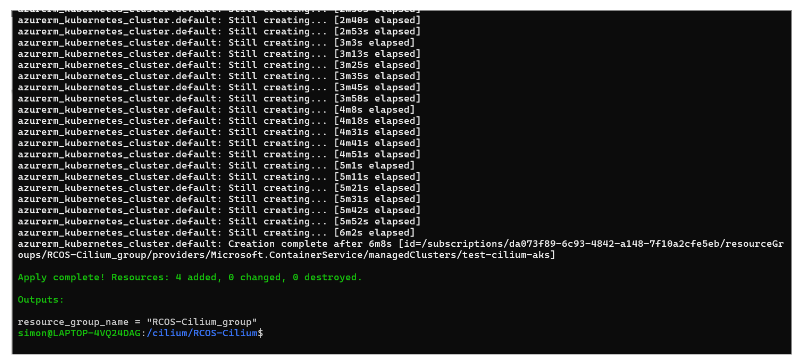 azurerm_kubernetes_cluster.default: Still creating... [2m40s elapsed]
azurerm_kubernetes_cluster.default: Still creating... [2m53s elapsed]
azurerm_kubernetes_cluster.default: Still creating... [3m3s elapsed]
azurerm_kubernetes_cluster.default: Still creating... [3m13s elapsed]
azurerm_kubernetes_cluster.default: Still creating... [3m25s elapsed]
azurerm_kubernetes_cluster.default: Still creating... [3m35s elapsed]
azurerm_kubernetes_cluster.default: Still creating... [3m45s elapsed]
azurerm_kubernetes_cluster.default: Still creating... [3m58s elapsed]
azurerm_kubernetes_cluster.default: Still creating... [4m8s elapsed]
azurerm_kubernetes_cluster.default: Still creating... [4m18s elapsed]
azurerm_kubernetes_cluster.default: Still creating... [4m31s elapsed]
azurerm_kubernetes_cluster.default: Still creating... [4m41s elapsed]
azurerm_kubernetes_cluster.default: Still creating... [4m51s elapsed]
azurerm_kubernetes_cluster.default: Still creating... [5m1s elapsed]
azurerm_kubernetes_cluster.default: Still creating... [5m11s elapsed]
azurerm_kubernetes_cluster.default: Still creating... [5m21s elapsed]
azurerm_kubernetes_cluster.default: Still creating... [5m31s elapsed]
azurerm_kubernetes_cluster.default: Still creating... [5m42s elapsed]
azurerm_kubernetes_cluster.default: Still creating... [5m52s elapsed]
azurerm_kubernetes_cluster.default: Still creating... [6m2s elapsed]
azurerm_kubernetes_cluster.default: Creation complete after 6m8s [id=/subscriptions/da073f89-6c93-4842-a148-7f10a2cfe5eb/resourceGr
oups/RCOS-Cilium_group/providers/Microsoft.ContainerService/managedClusters/test-cilium-aks]
Apply complete! Resources: 4 added, 0 changed, 0 destroyed.
Outputs:
resource_group_name = "RCOS-Cilium_group"
simon@LAPTOP-4VQ24DAG:/cilium/RCOS-Cilium$